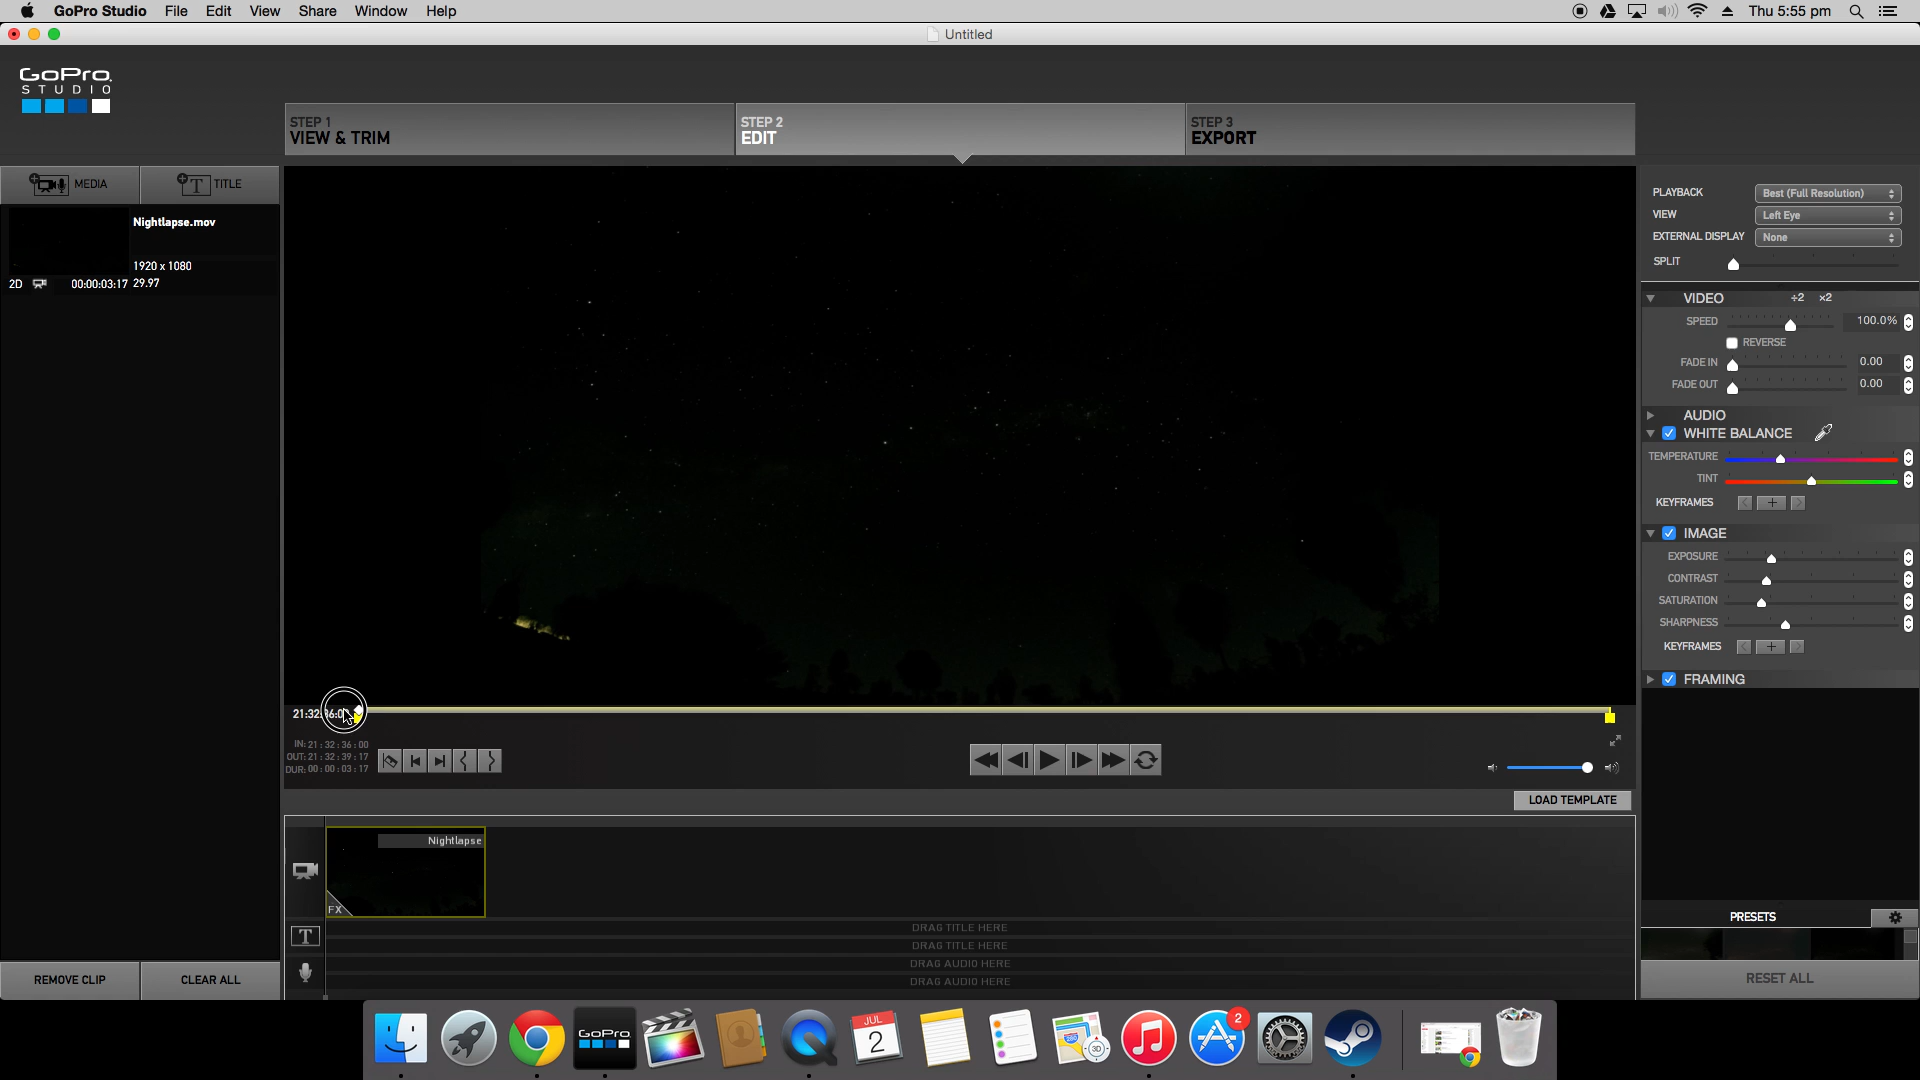 GoPro Studio File Edit View Share Window Help
Thu 5:55 pm
Untitled
GoPro
STUDIO
STEP 1
VIEW & TRIM
STEP 2
EDIT
STEP 3
EXPORT
MEDIA
T TITLE
Nightlapse.mov
1920 x 1080
2D 00:00:03:17 29.97
PLAYBACK Best (Full Resolution)
VIEW Left Eye
EXTERNAL DISPLAY None
SPLIT
VIDEO ÷2 x2
SPEED 100.0%
REVERSE
FADE IN 0.00
FADE OUT 0.00
AUDIO
WHITE BALANCE
TEMPERATURE
TINT
KEYFRAMES
IMAGE
EXPOSURE
CONTRAST
SATURATION
SHARPNESS
KEYFRAMES
FRAMING
IN: 21 : 32 : 36 : 00
OUT: 21 : 32 : 39 : 17
DUR: 00 : 00 : 03 : 17
LOAD TEMPLATE
Nightlapse
FX
T
DRAG TITLE HERE
DRAG TITLE HERE
DRAG AUDIO HERE
DRAG AUDIO HERE
PRESETS
RESET ALL
REMOVE CLIP
CLEAR ALL
GoPro
JUL
2
280
3D
2